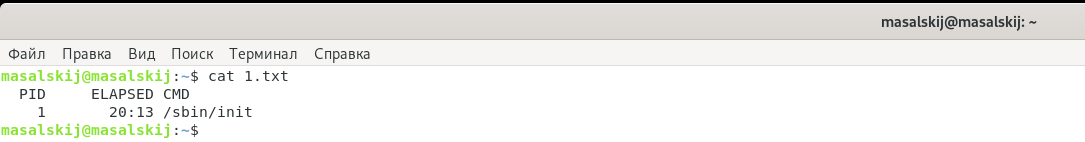 masalskij@masalskij: ~
Файл Правка Вид Поиск Терминал Справка
masalskij@masalskij:~$ cat 1.txt
  PID     ELAPSED CMD
    1       20:13 /sbin/init
masalskij@masalskij:~$